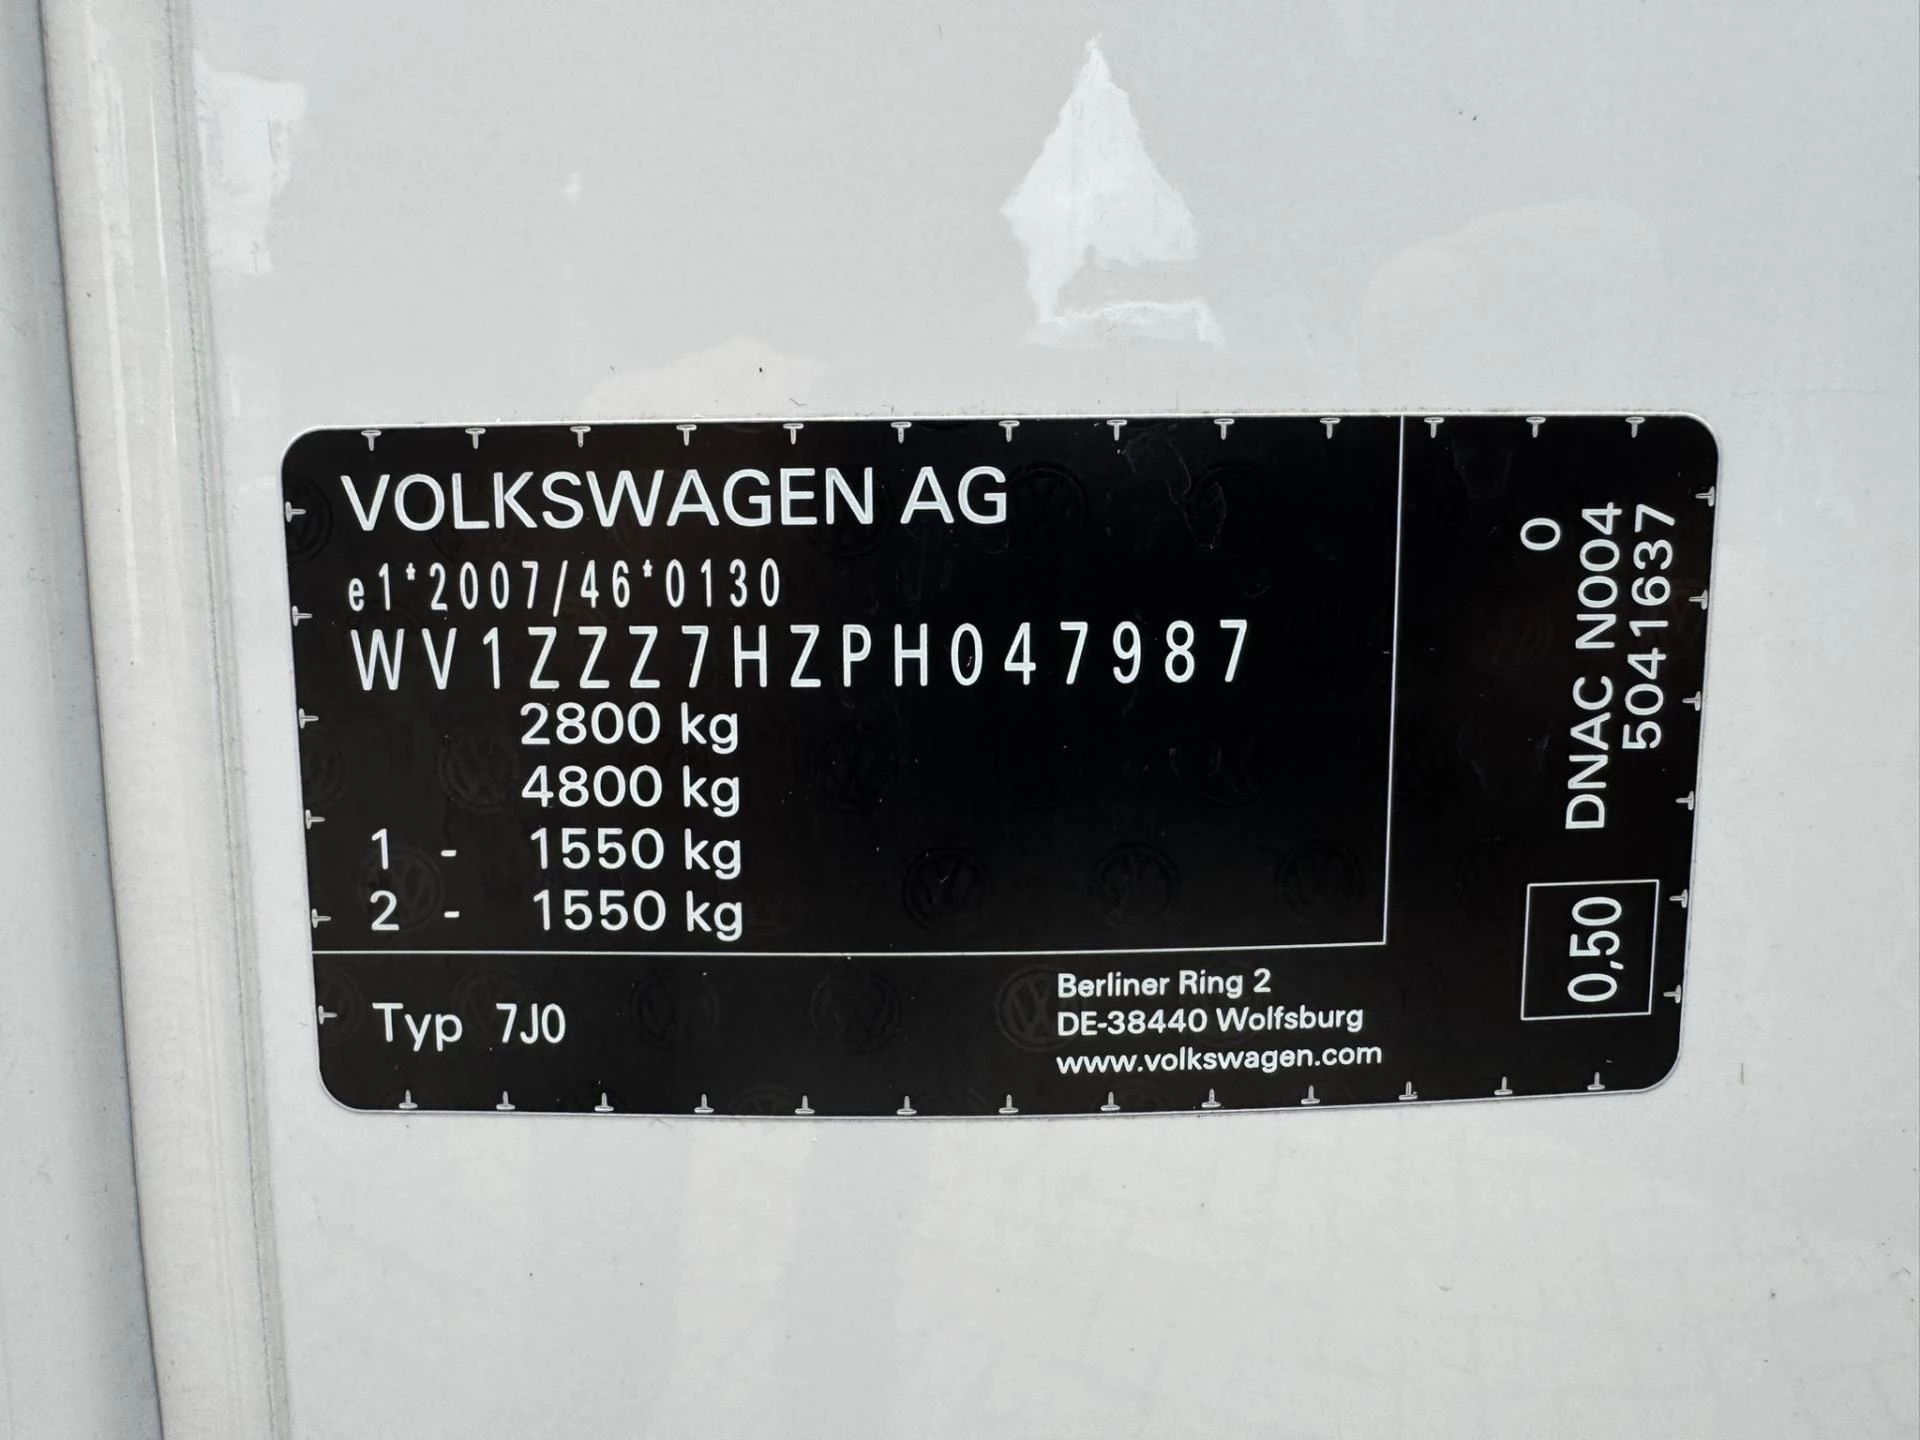 VOLKSWAGEN AG
e1*2007/46*0130
WV1ZZZ7HZPH047987
2800 kg
4800 kg
1 - 1550 kg
2 - 1550 kg
Typ 7J0
Berliner Ring 2
DE-38440 Wolfsburg
www.volkswagen.com
0
DNAC N004
5041637
0,50